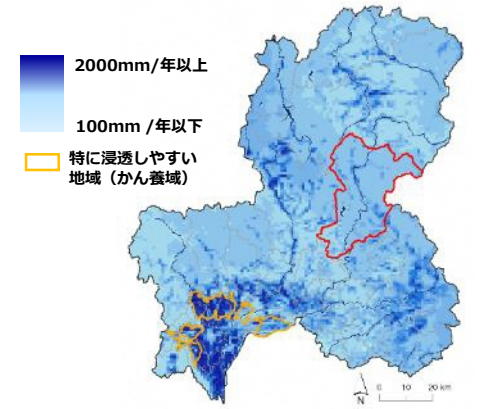 2000mm/年以上
100mm /年以下
特に浸透しやすい
地域（かん養域）
N
0 10 20 km